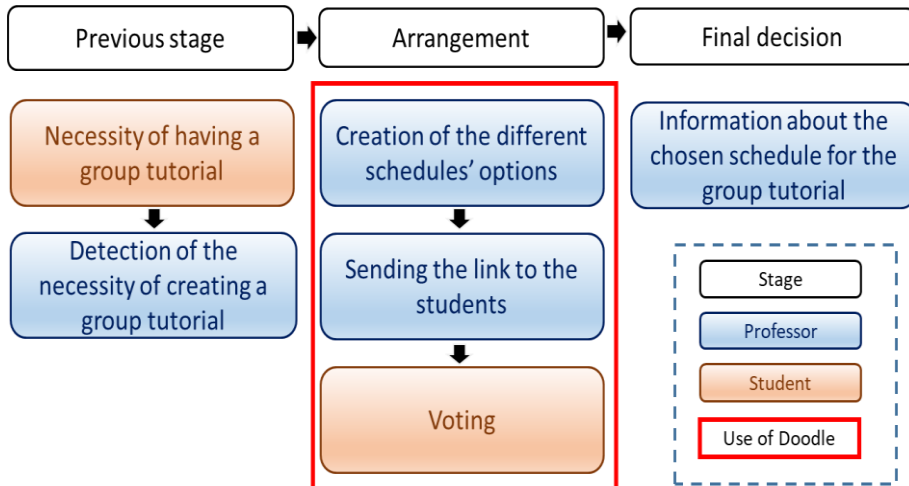 Previous stage
Arrangement
Final decision
Necessity of having a
group tutorial
Detection of the
necessity of creating a
group tutorial
Creation of the different
schedules’ options
Sending the link to the
students
Voting
Information about the
chosen schedule for the
group tutorial
Stage
Professor
Student
Use of Doodle